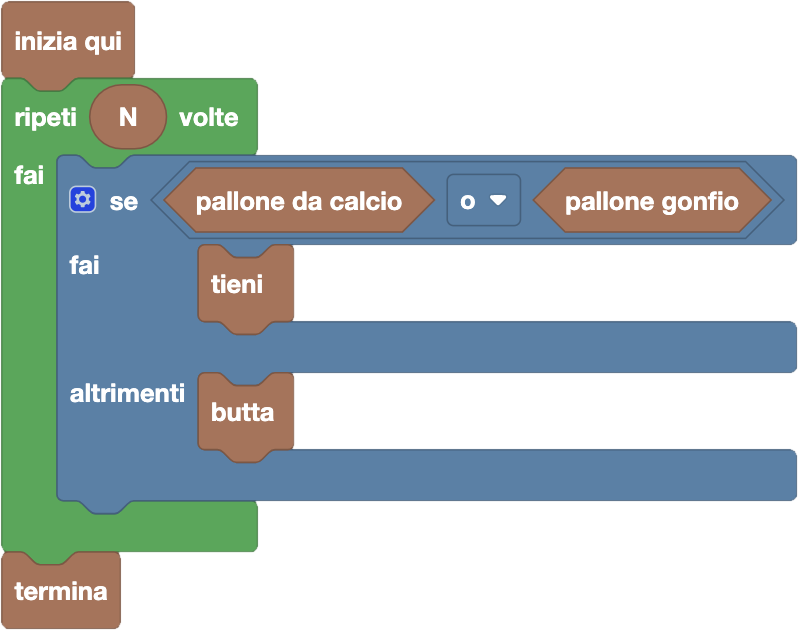 inizia qui
ripeti N volte
fai
se pallone da calcio o pallone gonfio
fai
tieni
altrimenti
butta
termina